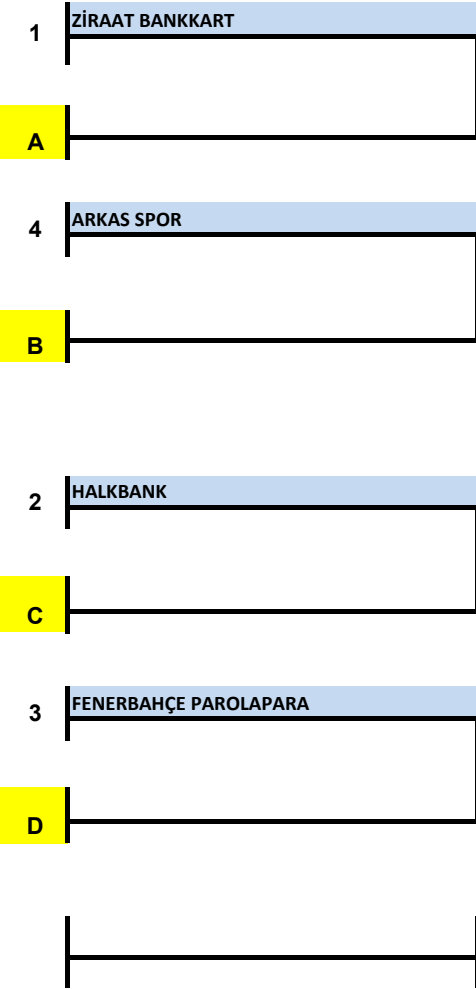 1 ZİRAAT BANKKART
A
4 ARKAS SPOR
B
2 HALKBANK
C
3 FENERBAHÇE PAROLAPARA
D